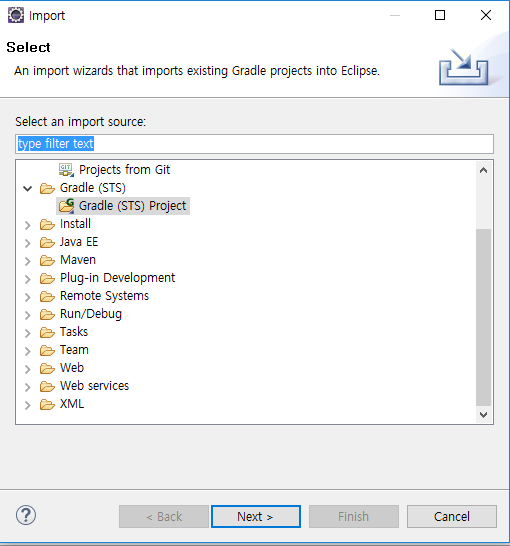 Import
Select
An import wizards that imports existing Gradle projects into Eclipse.
Select an import source:
type filter text
GIT
Projects from Git
Gradle (STS)
G
Gradle (STS) Project
Install
Java EE
Maven
Plug-in Development
Remote Systems
Run/Debug
Tasks
Team
Web
Web services
XML
?
< Back
Next >
Finish
Cancel